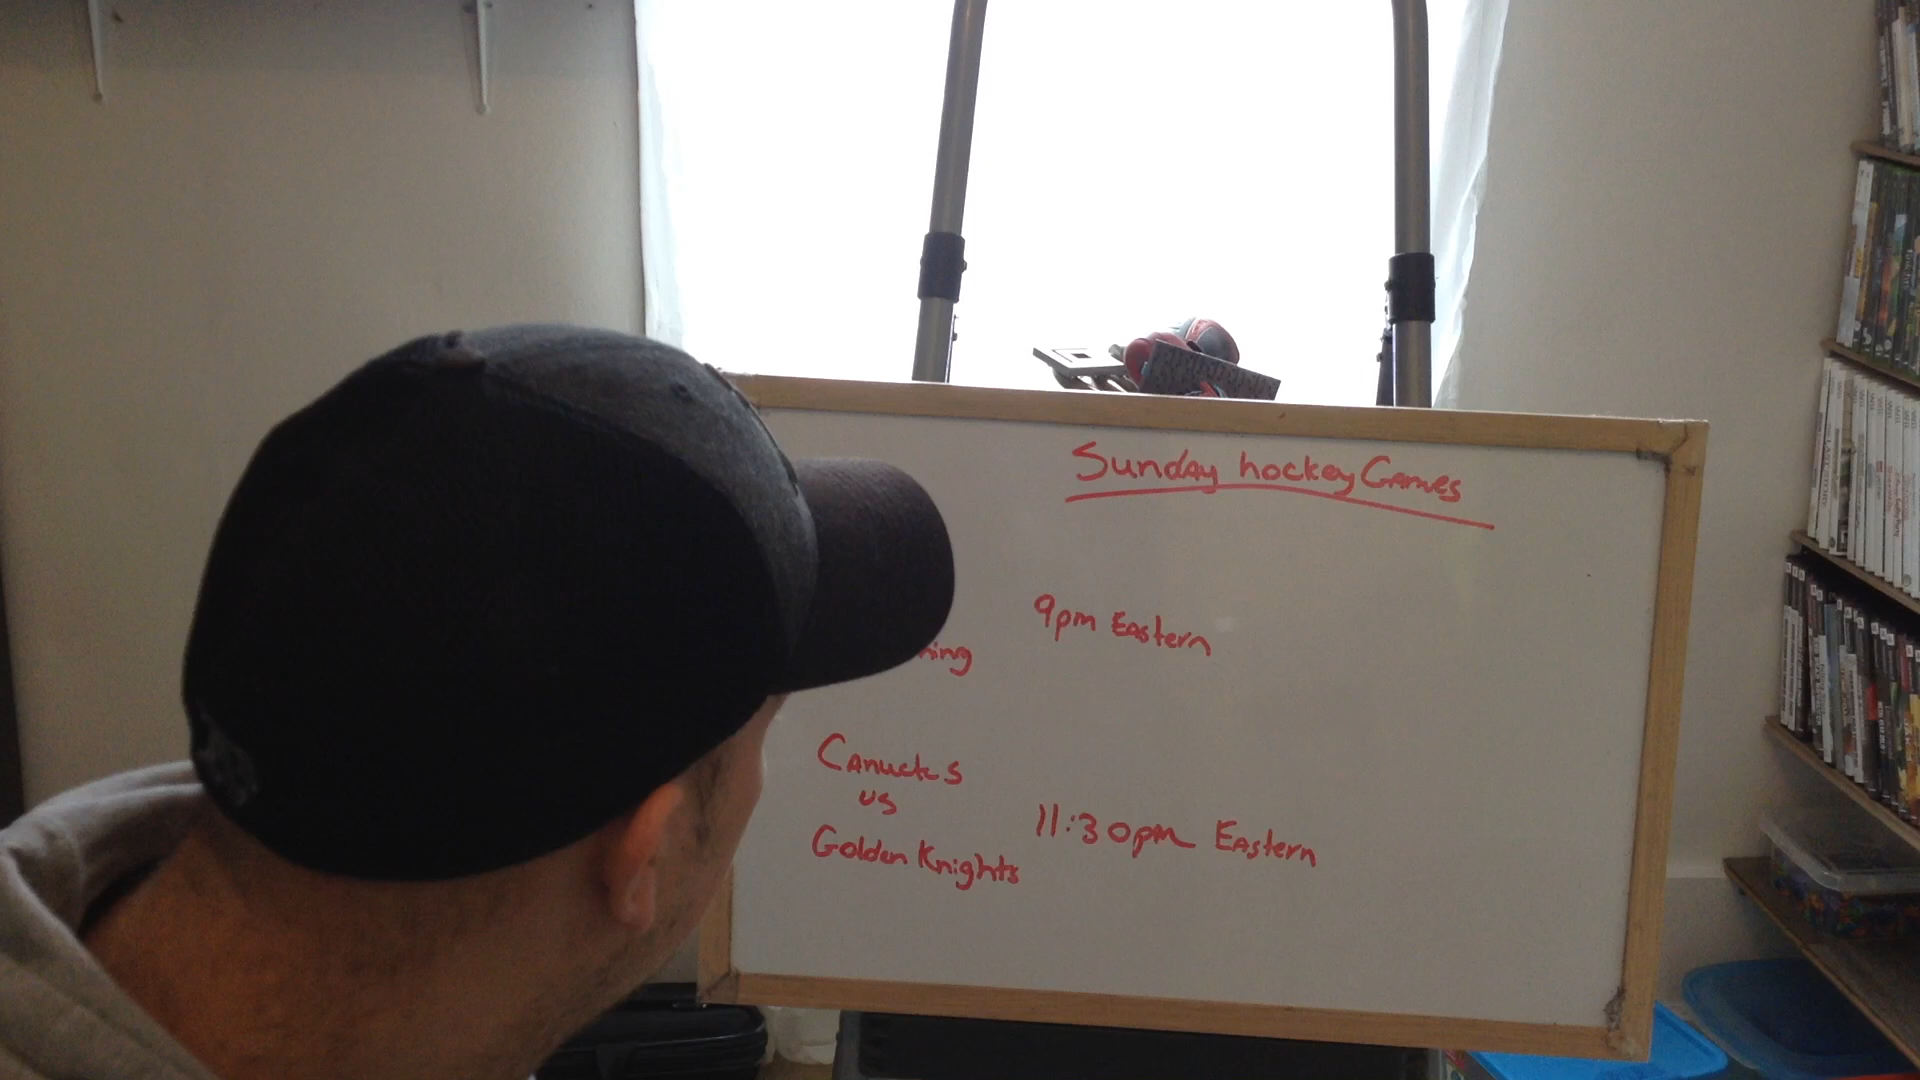 Sunday hockey Games
9pm Eastern
Canucks
vs
Golden Knights
11:30pm Eastern